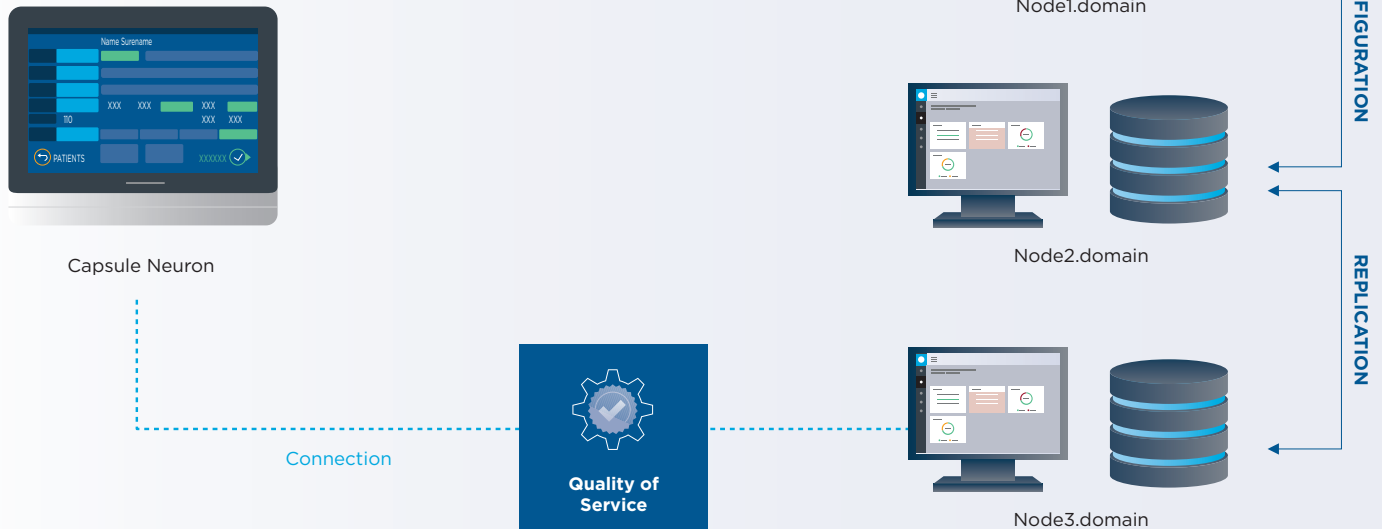 Node1.domain
FIGURATION
Name Surename
XXX XXX XXX
110 XXX XXX
PATIENTS XXXXXX
Capsule Neuron
Node2.domain
REPLICATION
Connection
Quality of
Service
Node3.domain